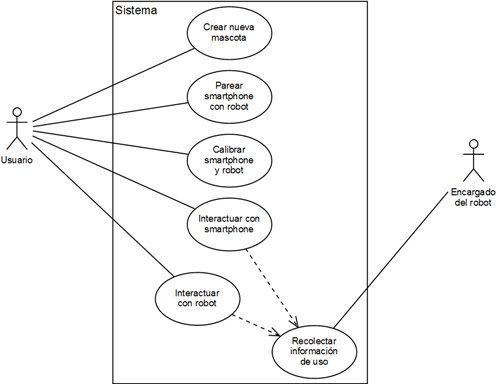 Sistema
Crear nueva
mascota
Parear
smartphone
con robot
Usuario
Calibrar
smartphone
y robot
Encargado
del robot
Interactuar con
smartphone
Interactuar
con robot
Recolectar
información
de uso